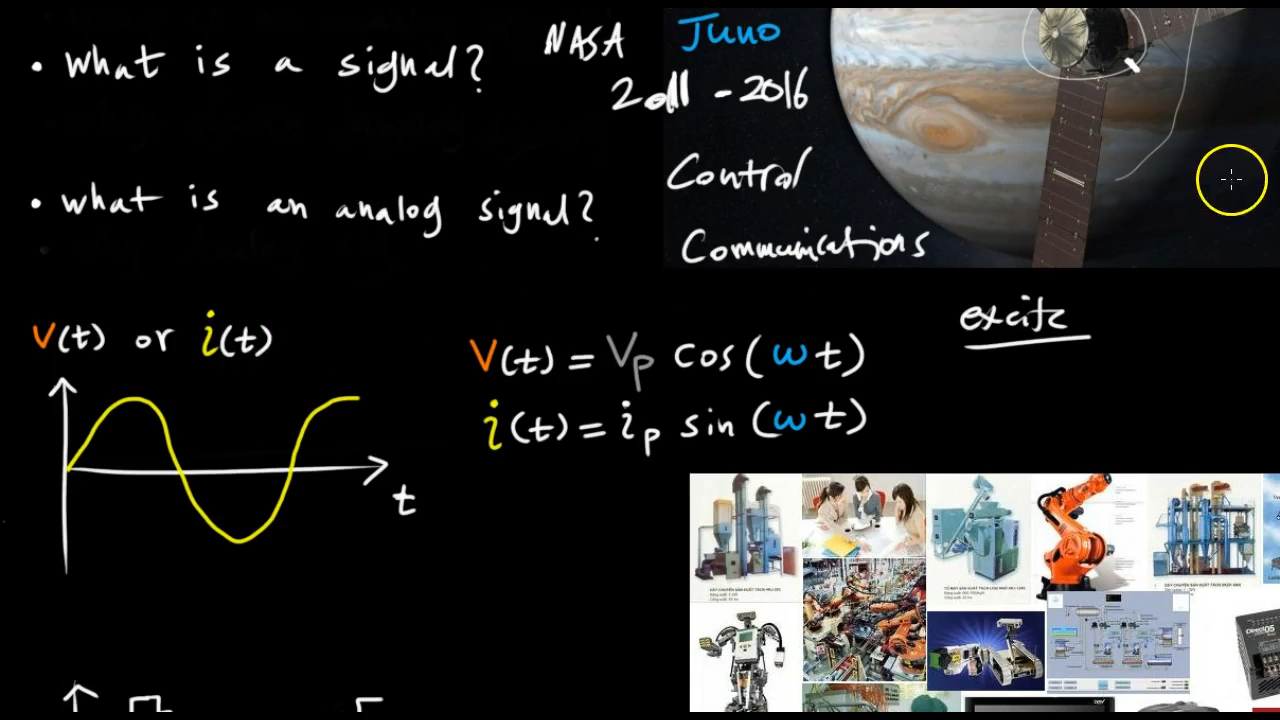 • what is a signal?
NASA
Juno
2011 - 2016
• what is an analog signal?
Control
Communications
V(t) or i(t)
excite
V(t) = Vp cos(ωt)
i(t) = ip sin(ωt)
t